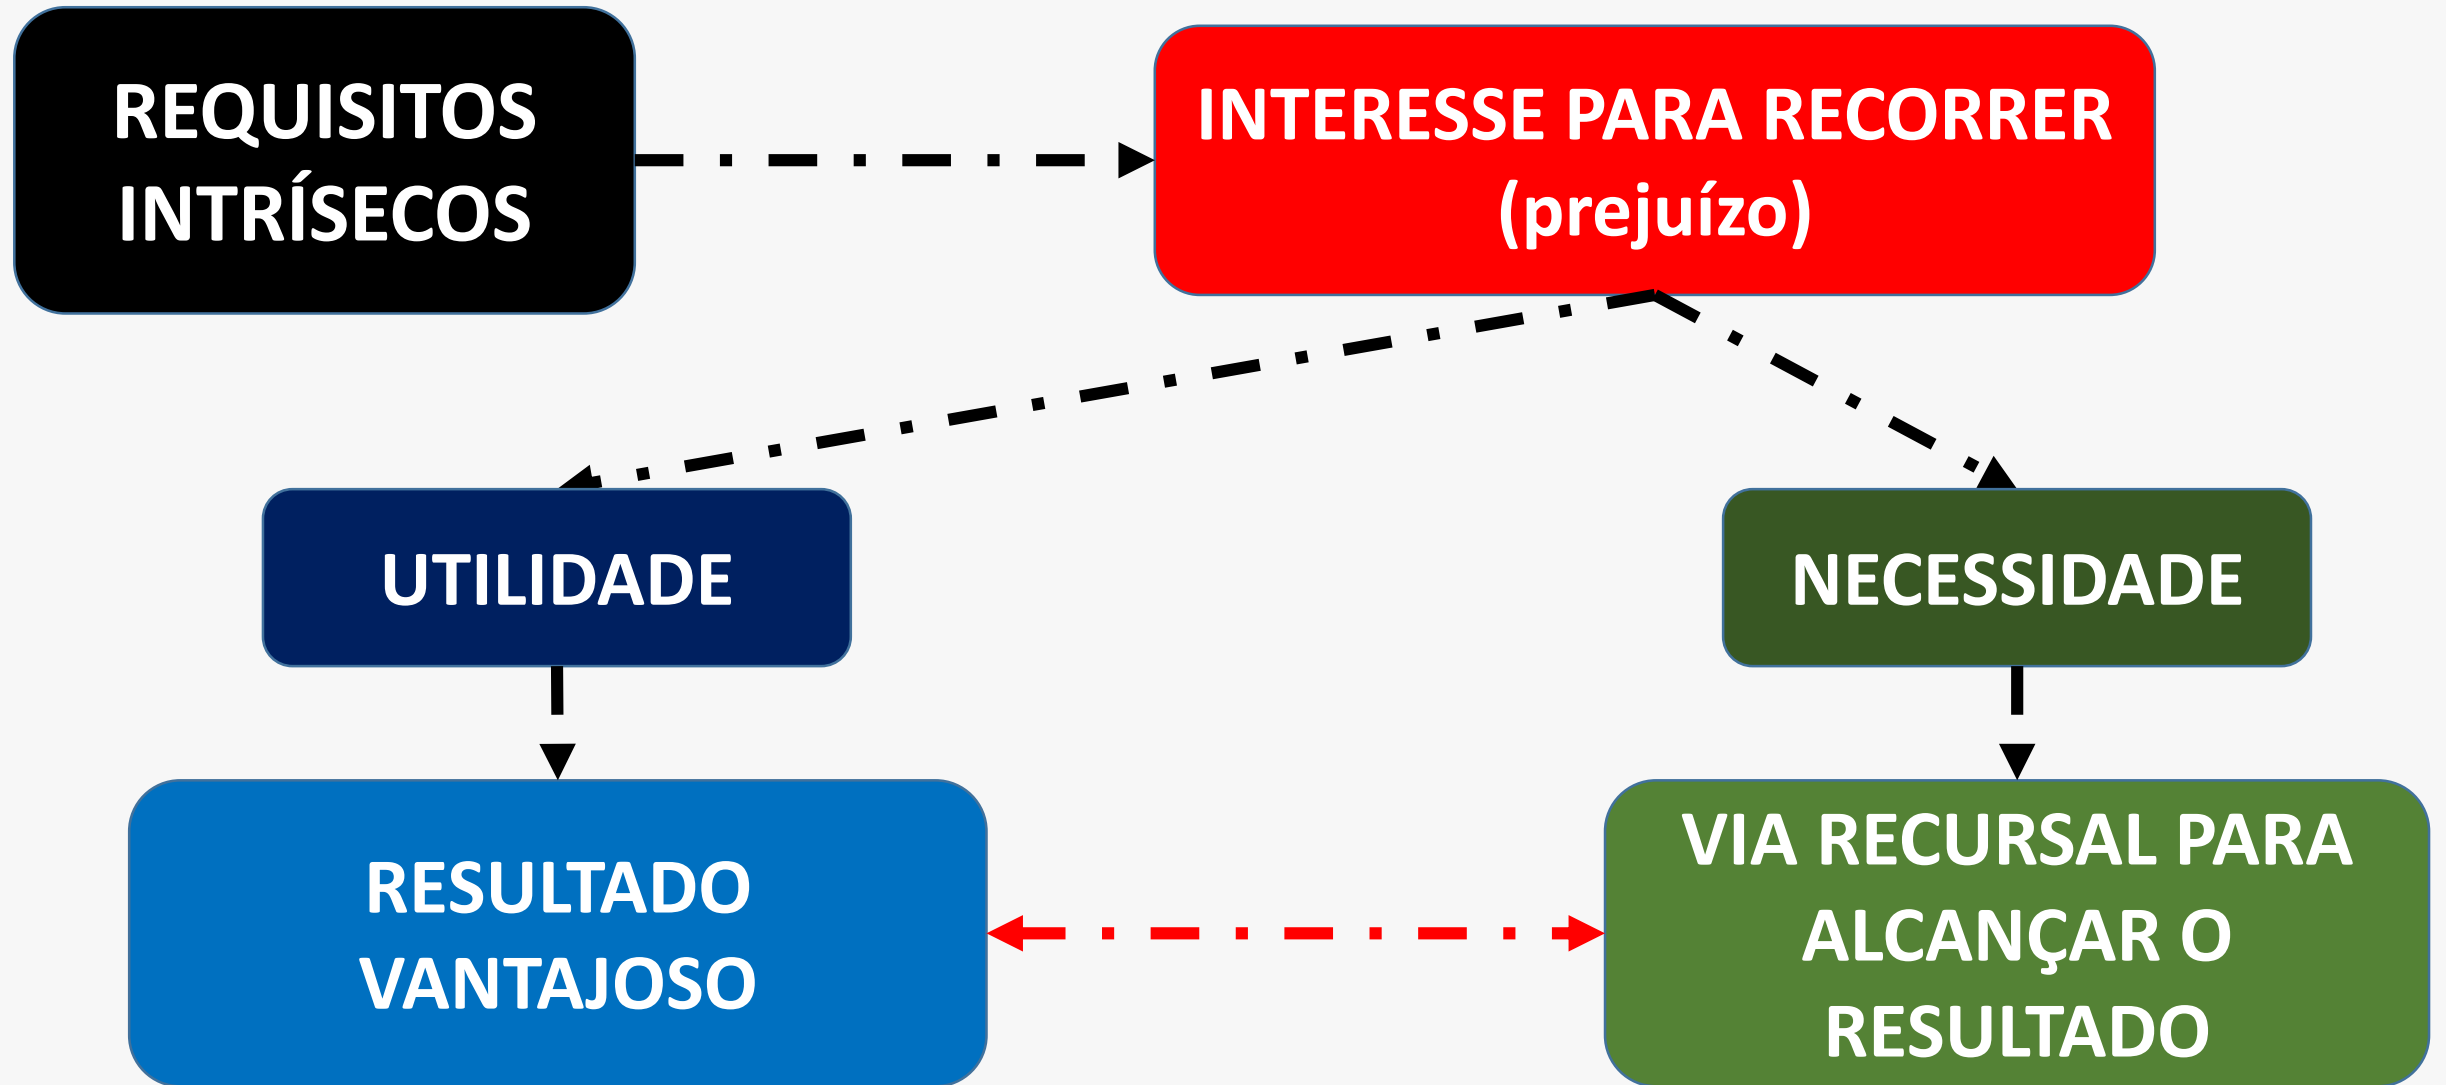 REQUISITOS
INTRÍSECOS
INTERESSE PARA RECORRER
(prejuízo)
UTILIDADE
NECESSIDADE
RESULTADO
VANTAJOSO
VIA RECURSAL PARA
ALCANÇAR O
RESULTADO